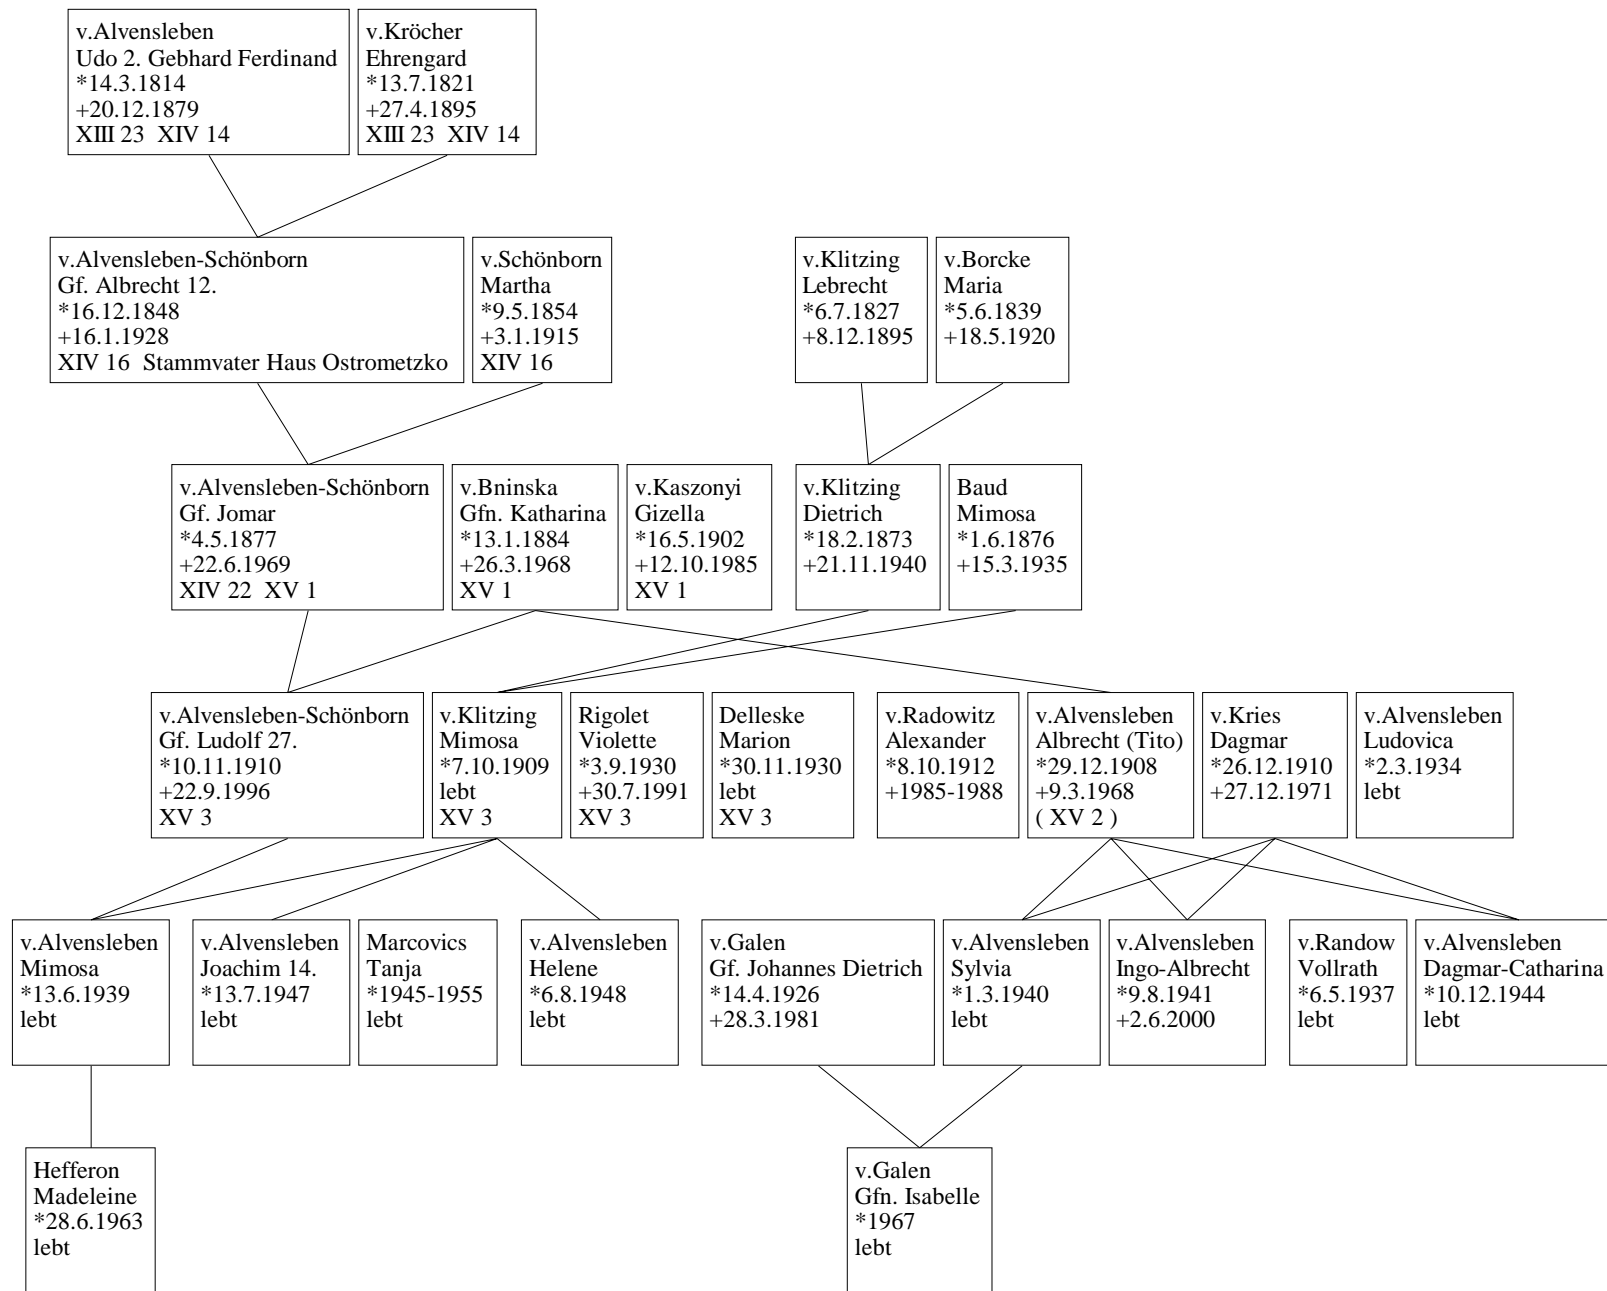 v.Alvensleben
Udo 2. Gebhard Ferdinand
*14.3.1814
+20.12.1879
XIII 23 XIV 14
v.Kröcher
Ehrengard
*13.7.1821
+27.4.1895
XIII 23 XIV 14
v.Alvensleben-Schönborn
Gf. Albrecht 12.
*16.12.1848
+16.1.1928
XIV 16 Stammvater Haus Ostrometzko
v.Schönborn
Martha
*9.5.1854
+3.1.1915
XIV 16
v.Klitzing
Lebrecht
*6.7.1827
+8.12.1895
v.Borcke
Maria
*5.6.1839
+18.5.1920
v.Alvensleben-Schönborn
Gf. Jomar
*4.5.1877
+22.6.1969
XIV 22 XV 1
v.Bninska
Gfn. Katharina
*13.1.1884
+26.3.1968
XV 1
v.Kaszonyi
Gizella
*16.5.1902
+12.10.1985
XV 1
v.Klitzing
Dietrich
*18.2.1873
+21.11.1940
Baud
Mimosa
*1.6.1876
+15.3.1935
v.Alvensleben-Schönborn
Gf. Ludolf 27.
*10.11.1910
+22.9.1996
XV 3
v.Klitzing
Mimosa
*7.10.1909
lebt
XV 3
Rigolet
Violette
*3.9.1930
+30.7.1991
XV 3
Delleske
Marion
*30.11.1930
lebt
XV 3
v.Radowitz
Alexander
*8.10.1912
+1985-1988
v.Alvensleben
Albrecht (Tito)
*29.12.1908
+9.3.1968
( XV 2 )
v.Kries
Dagmar
*26.12.1910
+27.12.1971
v.Alvensleben
Ludovica
*2.3.1934
lebt
v.Alvensleben
Mimosa
*13.6.1939
lebt
v.Alvensleben
Joachim 14.
*13.7.1947
lebt
Marcovics
Tanja
*1945-1955
lebt
v.Alvensleben
Helene
*6.8.1948
lebt
v.Galen
Gf. Johannes Dietrich
*14.4.1926
+28.3.1981
v.Alvensleben
Sylvia
*1.3.1940
lebt
v.Alvensleben
Ingo-Albrecht
*9.8.1941
+2.6.2000
v.Randow
Vollrath
*6.5.1937
lebt
v.Alvensleben
Dagmar-Catharina
*10.12.1944
lebt
Hefferon
Madeleine
*28.6.1963
lebt
v.Galen
Gfn. Isabelle
*1967
lebt